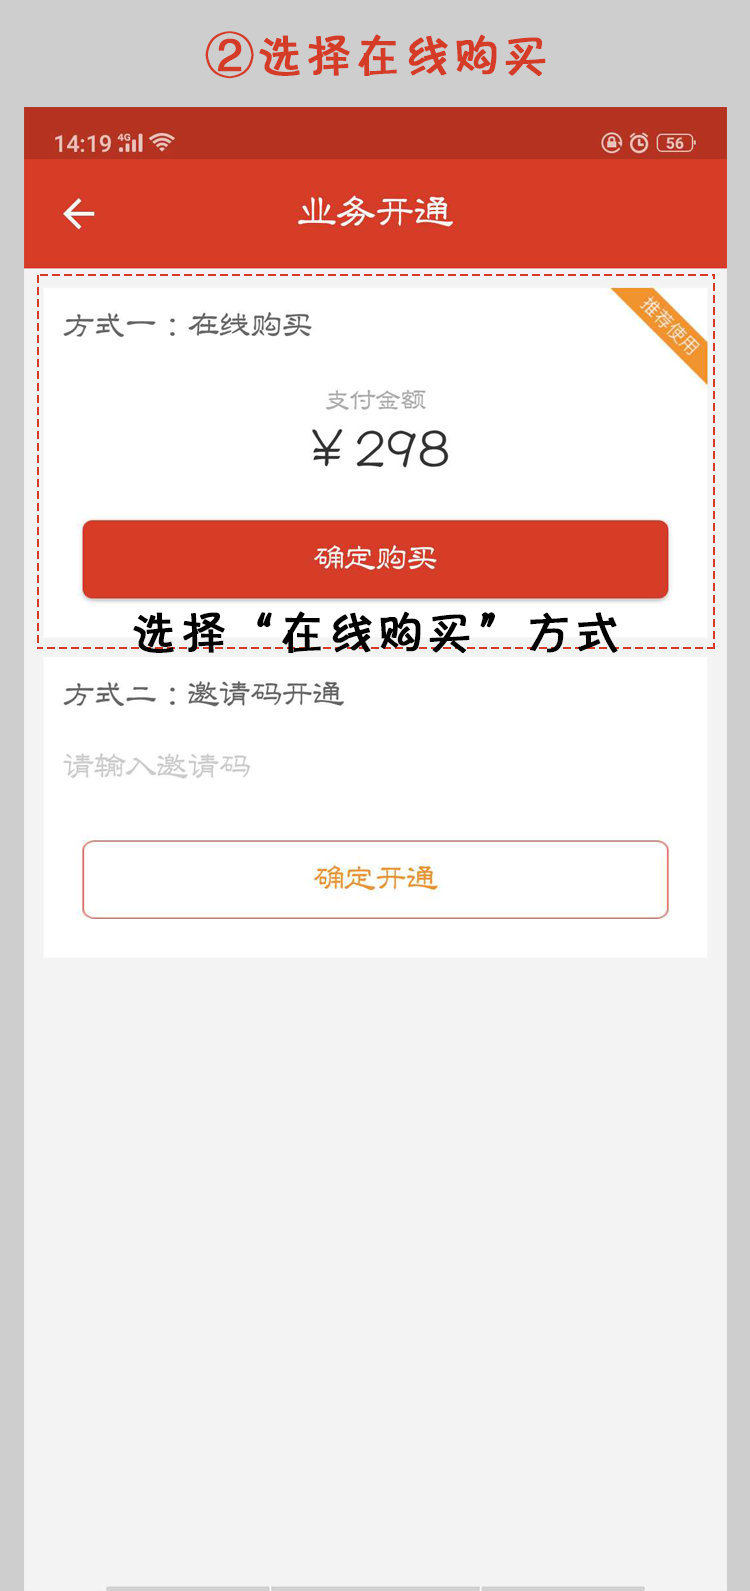 ②选择在线购买
14:19 4G 56
业务开通
方式一：在线购买
推荐使用
支付金额
￥298
确定购买
选择“在线购买”方式
方式二：邀请码开通
请输入邀请码
确定开通